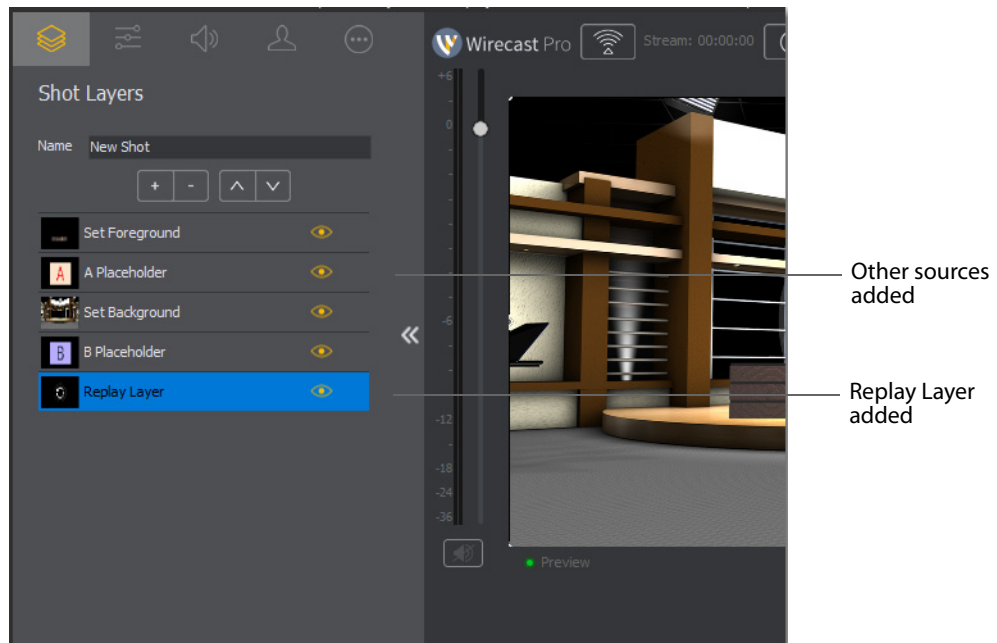 Wirecast Pro
Stream: 00:00:00
Shot Layers
Name New Shot
+ -
Set Foreground
A A Placeholder
Set Background
B B Placeholder
Replay Layer
+6
-
0
-
-
-
-
-
-6
-
-12
-
-18
-24
-36
Preview
Other sources
added
Replay Layer
added